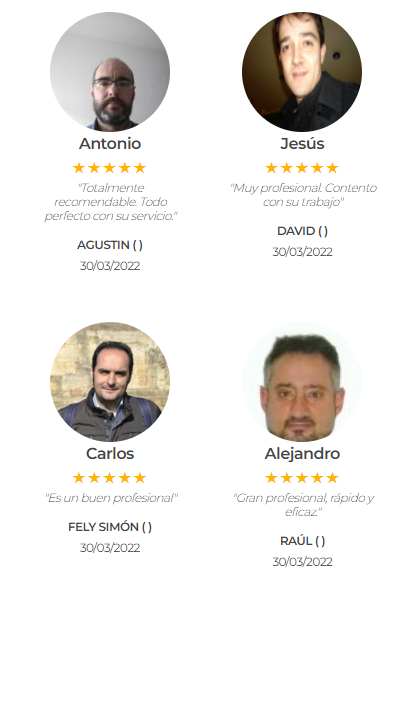 Antonio
"Totalmente
recomendable. Todo
perfecto con su servicio."
AGUSTIN ( )
30/03/2022
Jesús
"Muy profesional. Contento
con su trabajo"
DAVID ( )
30/03/2022
Carlos
"Es un buen profesional"
FELY SIMÓN ( )
30/03/2022
Alejandro
"Gran profesional, rápido y
eficaz."
RAÚL ( )
30/03/2022